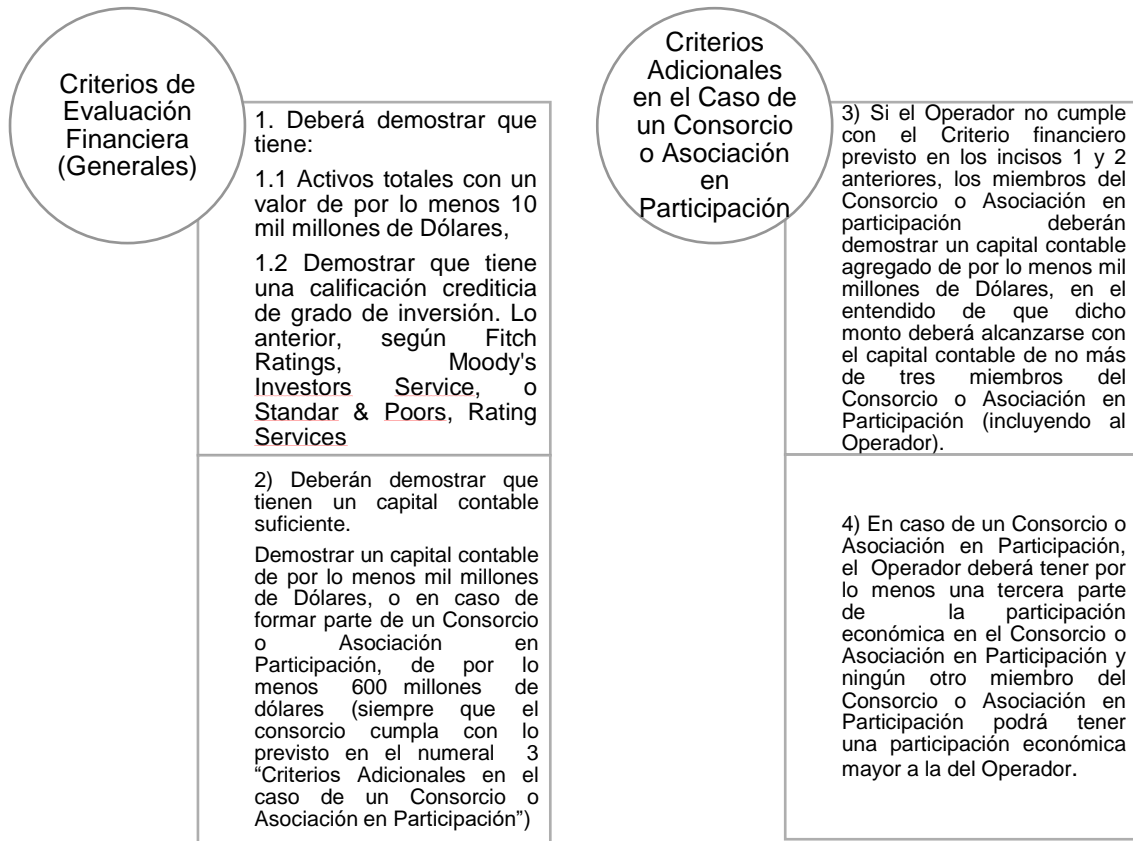 Criterios de
Evaluación
Financiera
(Generales)
1. Deberá demostrar que
tiene:
1.1 Activos totales con un
valor de por lo menos 10
mil millones de Dólares,
1.2 Demostrar que tiene
una calificación crediticia
de grado de inversión. Lo
anterior, según Fitch
Ratings, Moody's
Investors Service, o
Standar & Poors, Rating
Services
2) Deberán demostrar que
tienen un capital contable
suficiente.
Demostrar un capital contable
de por lo menos mil millones
de Dólares, o en caso de
formar parte de un Consorcio
o Asociación en
Participación, de por lo
menos 600 millones de
dólares (siempre que el
consorcio cumpla con lo
previsto en el numeral 3
“Criterios Adicionales en el
caso de un Consorcio o
Asociación en Participación”)
Criterios
Adicionales
en el Caso de
un Consorcio
o Asociación
en
Participación
3) Si el Operador no cumple
con el Criterio financiero
previsto en los incisos 1 y 2
anteriores, los miembros del
Consorcio o Asociación en
participación deberán
demostrar un capital contable
agregado de por lo menos mil
millones de Dólares, en el
entendido de que dicho
monto deberá alcanzarse con
el capital contable de no más
de tres miembros del
Consorcio o Asociación en
Participación (incluyendo al
Operador).
4) En caso de un Consorcio o
Asociación en Participación,
el Operador deberá tener por
lo menos una tercera parte
de la participación
económica en el Consorcio o
Asociación en Participación y
ningún otro miembro del
Consorcio o Asociación en
Participación podrá tener
una participación económica
mayor a la del Operador.